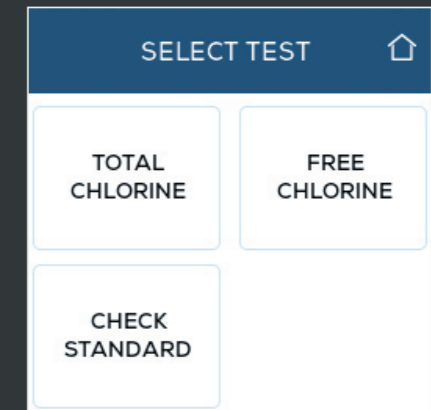 SELECT TEST
TOTAL
CHLORINE
FREE
CHLORINE
CHECK
STANDARD